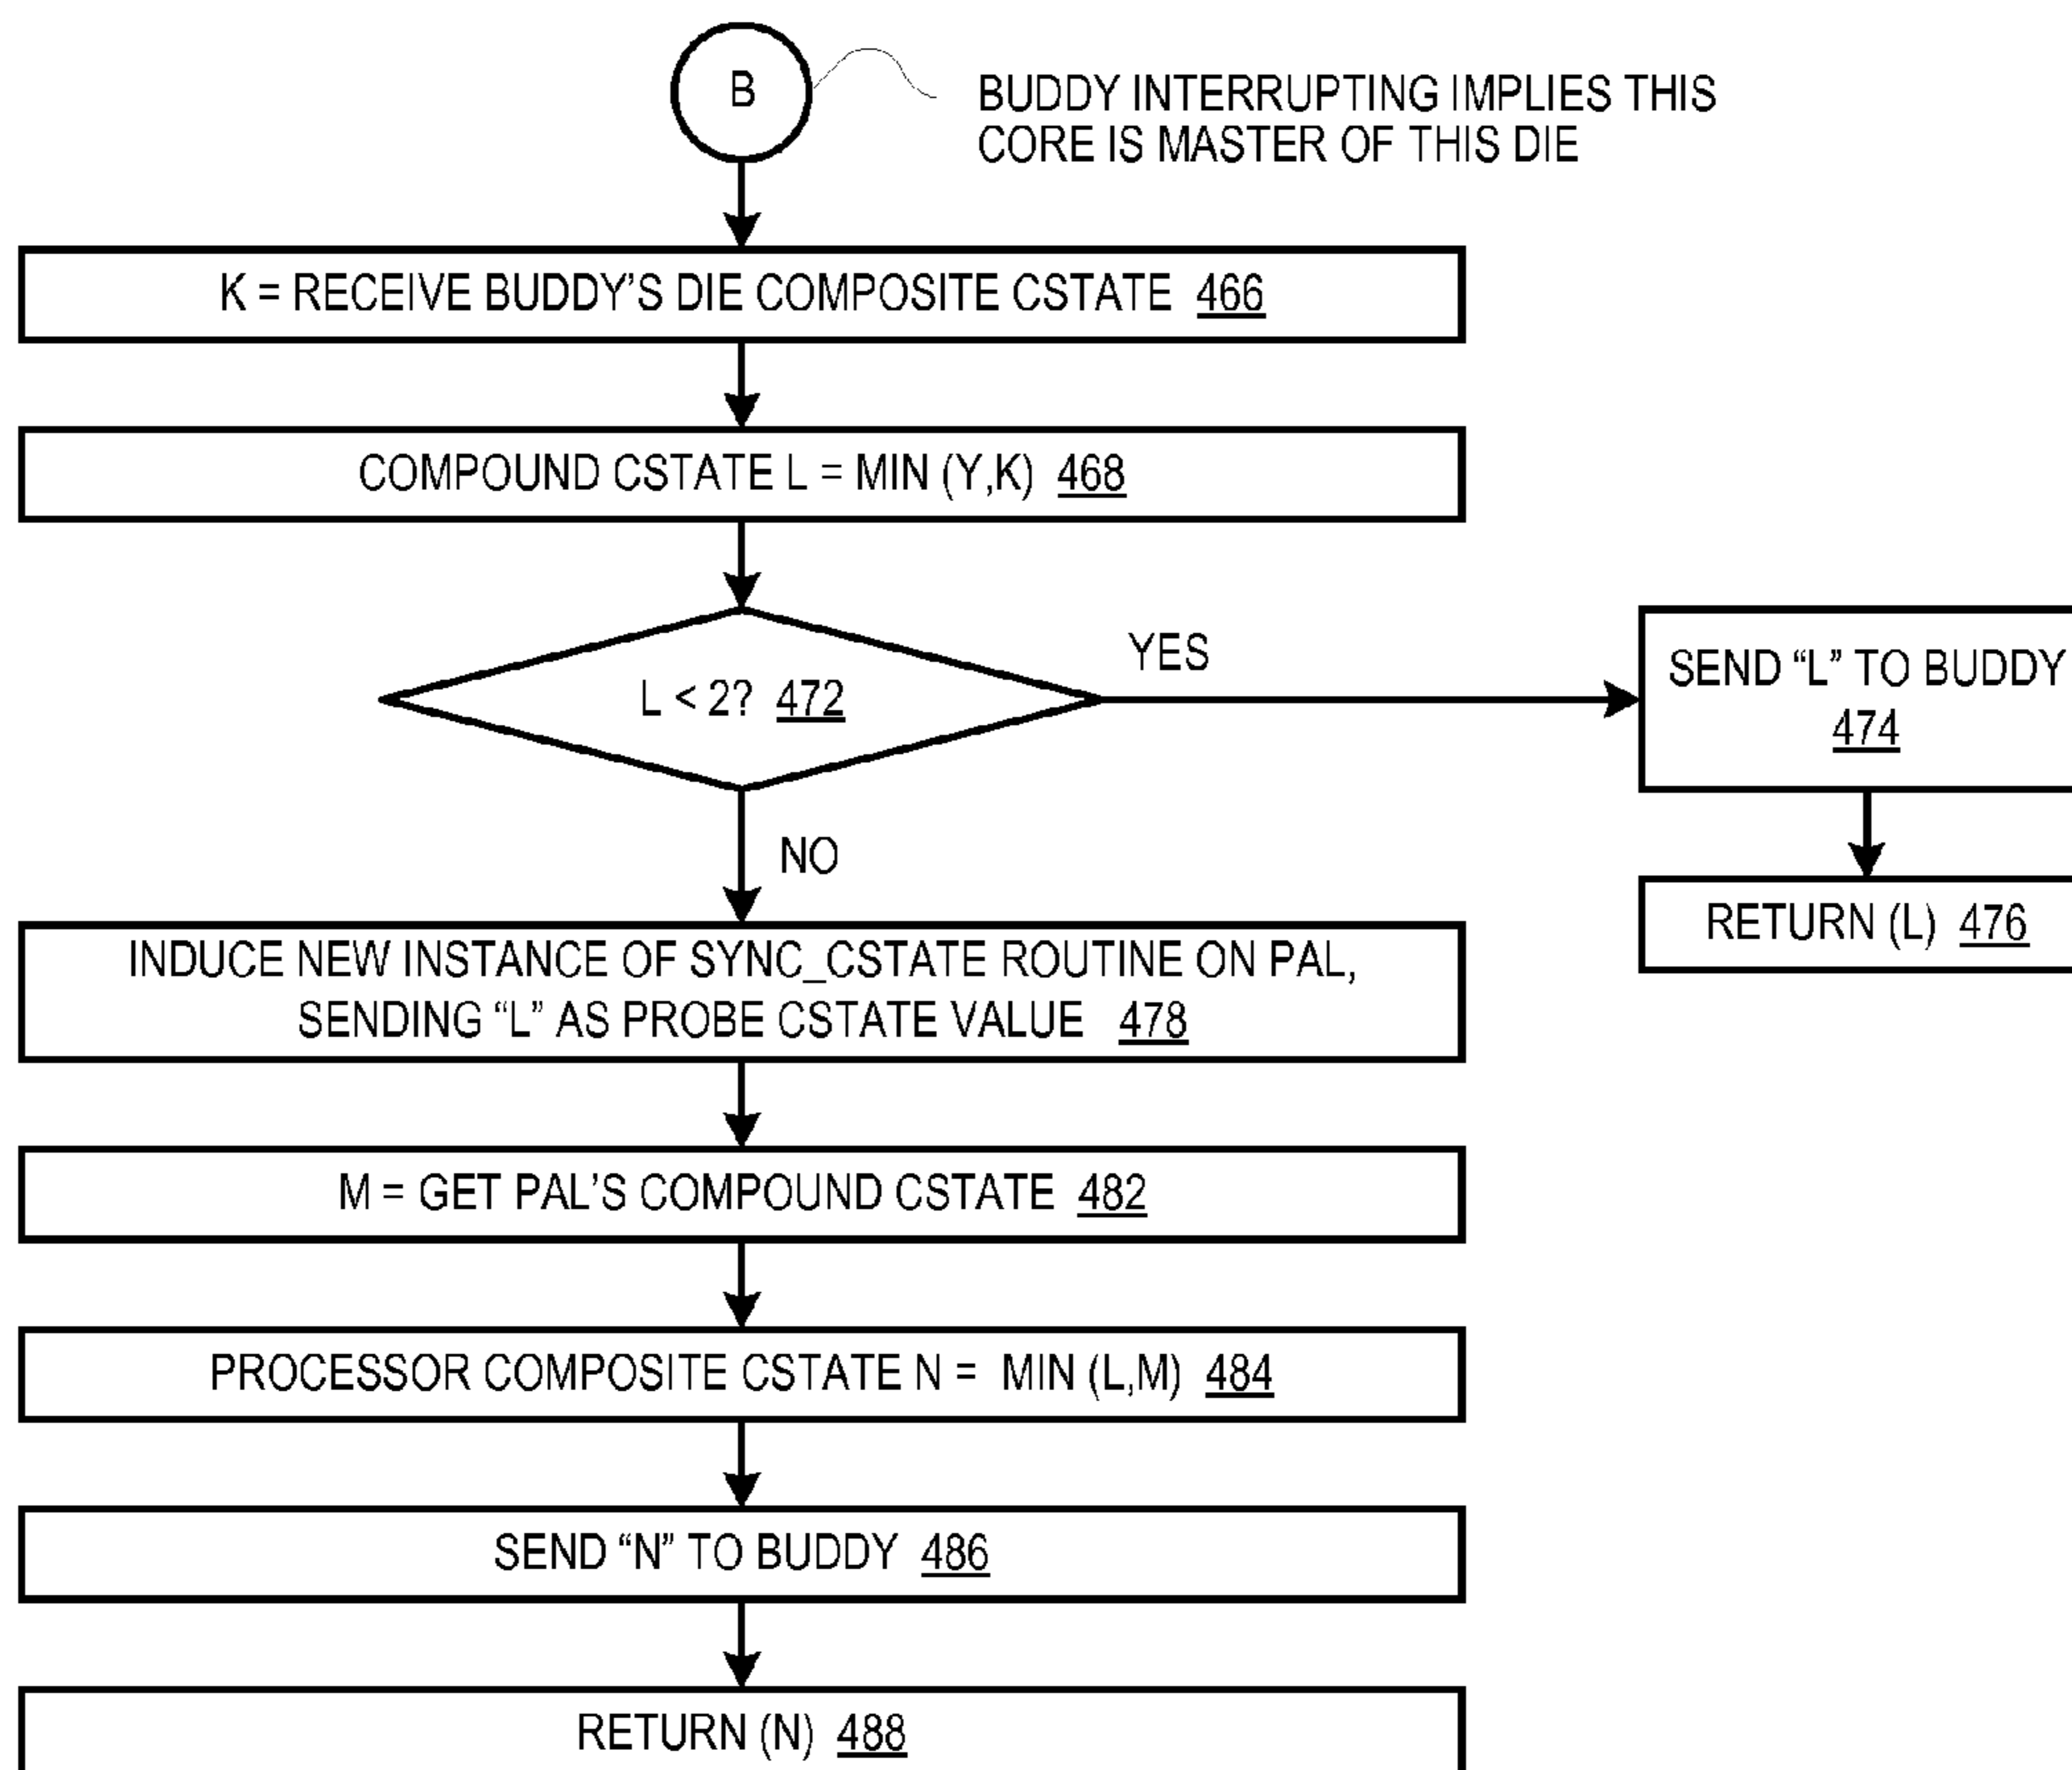 B
BUDDY INTERRUPTING IMPLIES THIS
CORE IS MASTER OF THIS DIE
K = RECEIVE BUDDY'S DIE COMPOSITE CSTATE 466
COMPOUND CSTATE L = MIN (Y,K) 468
L < 2? 472
YES
SEND “L” TO BUDDY
474
RETURN (L) 476
NO
INDUCE NEW INSTANCE OF SYNC_CSTATE ROUTINE ON PAL,
SENDING “L” AS PROBE CSTATE VALUE 478
M = GET PAL'S COMPOUND CSTATE 482
PROCESSOR COMPOSITE CSTATE N = MIN (L,M) 484
SEND “N” TO BUDDY 486
RETURN (N) 488